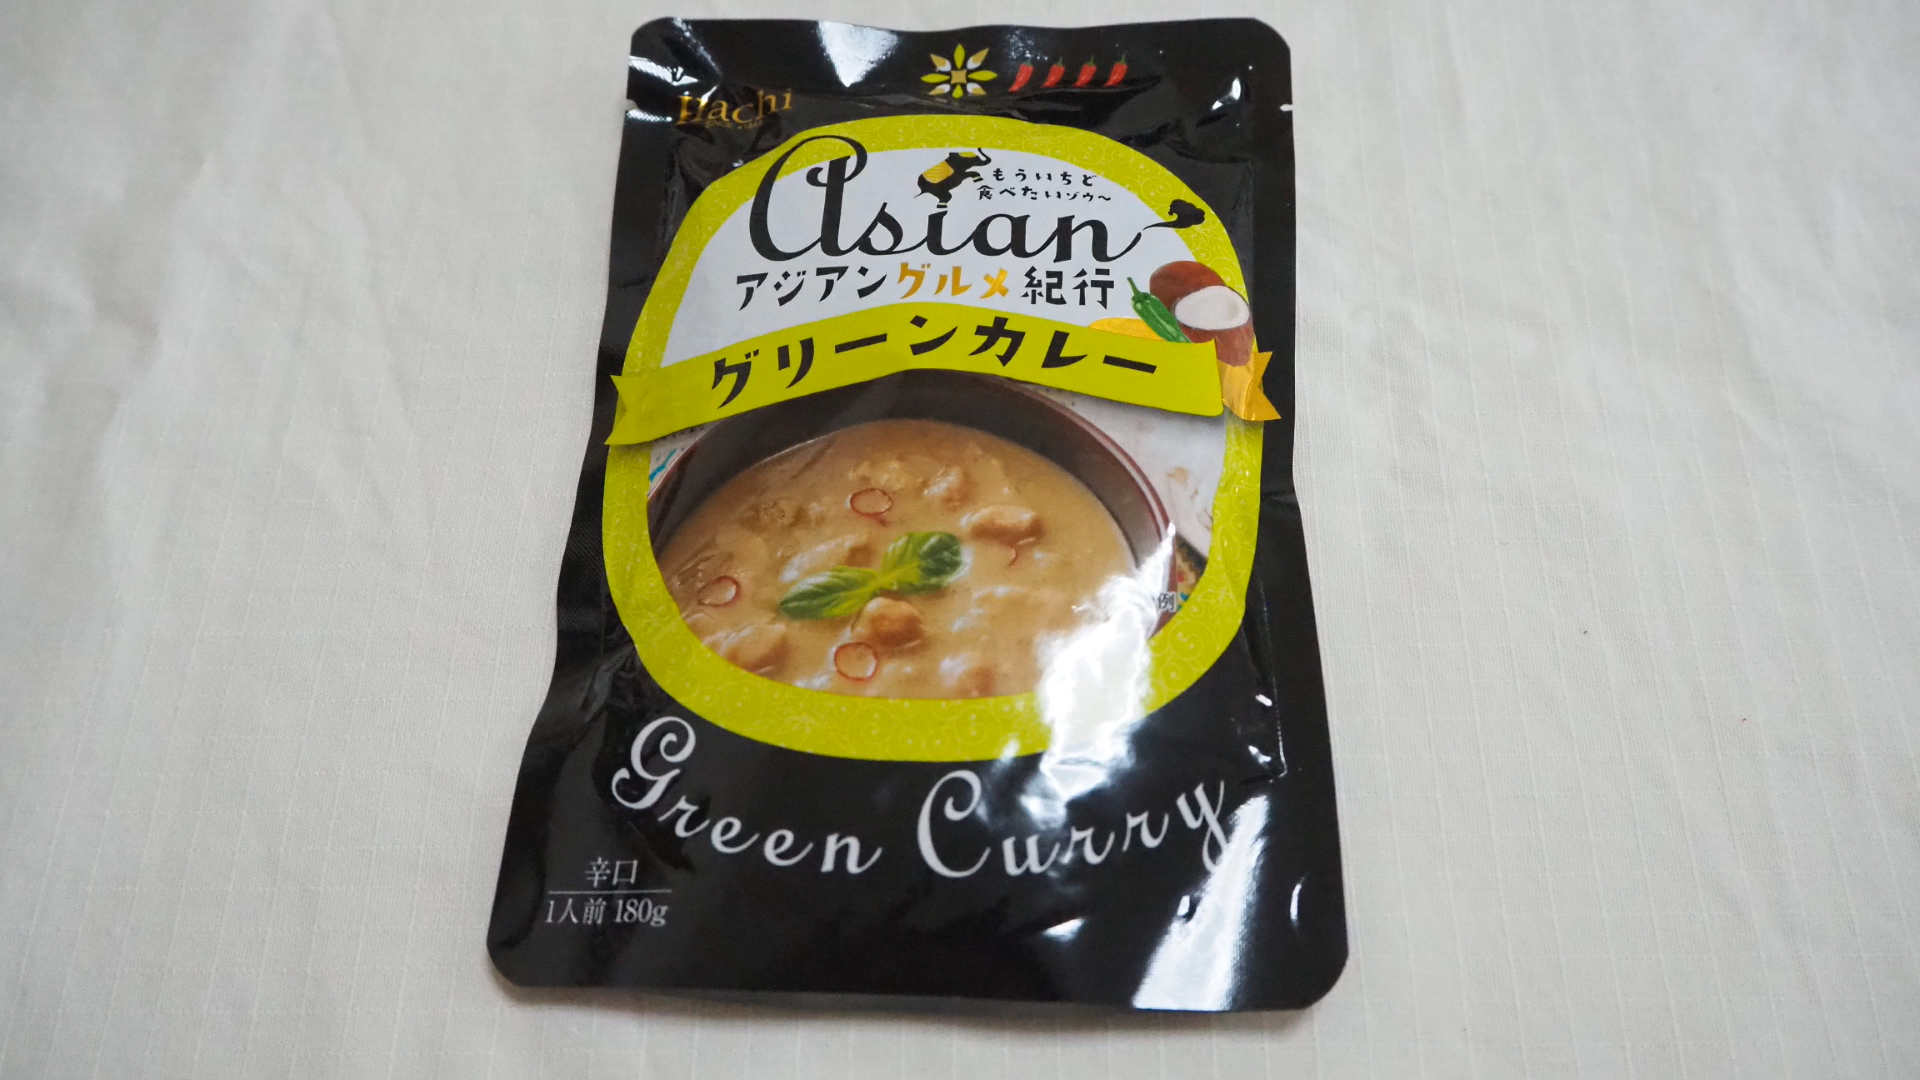 Hachi
もういちど
食べたいゾウ〜
Asian
アジアングルメ紀行
グリーンカレー
例
Green Curry
辛口
1人前 180g